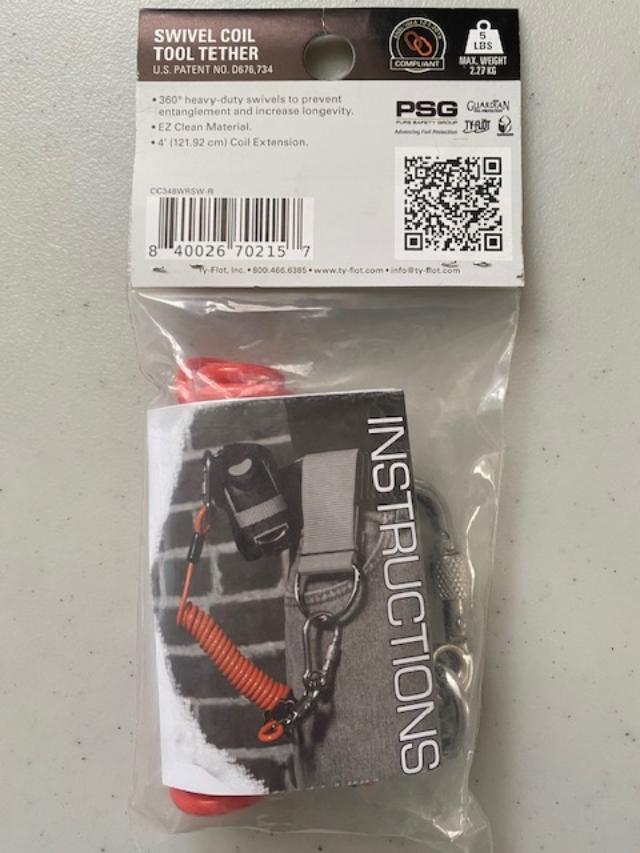 SWIVEL COIL
TOOL TETHER
U.S. PATENT NO. D676,734
COMPLIANT
5
LBS
MAX. WEIGHT
2.27 KG
• 360° heavy-duty swivels to prevent
entanglement and increase longevity.
• EZ Clean Material.
• 4' (121.92 cm) Coil Extension.
PSG
PURE SAFETY GROUP
Advancing Fall Protection
GUARDIAN
FALL PROTECTION
TY-FLOT
CC348WRSW-R
8 40026 70215 7
Ty-Flot, Inc. • 800.466.6385 • www.ty-flot.com • info@ty-flot.com
INSTRUCTIONS